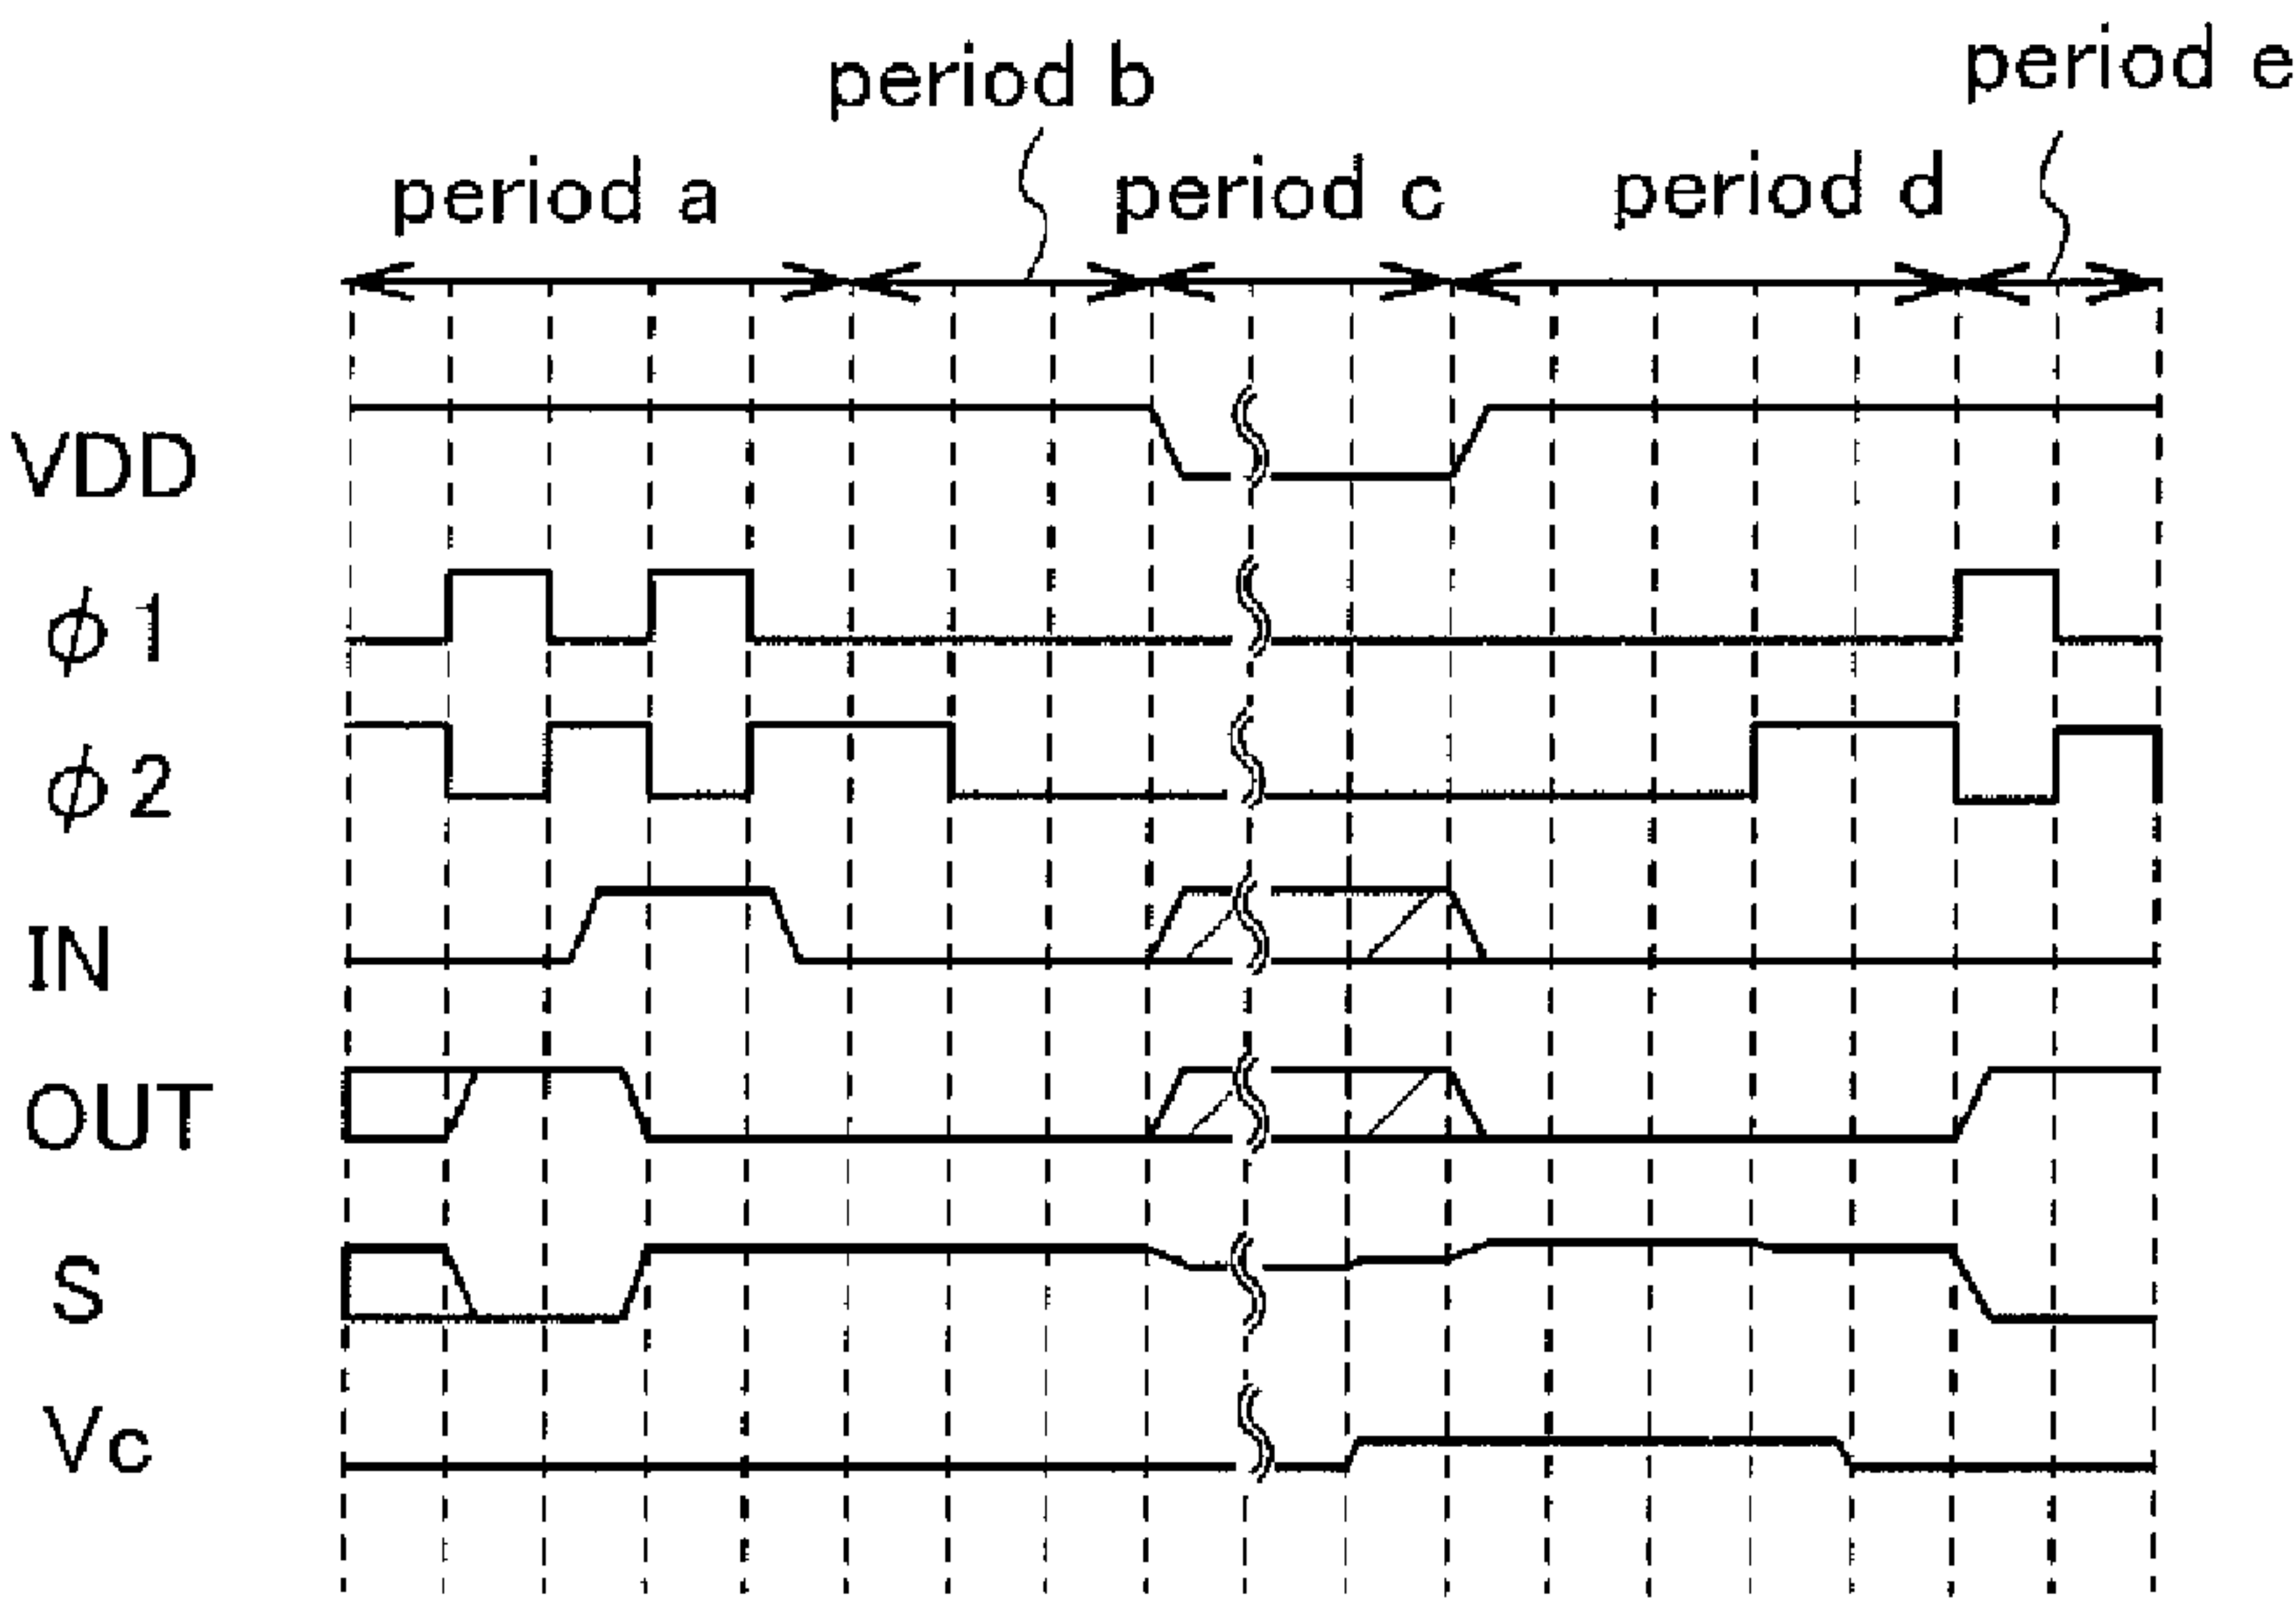 period b
period e
period a
period c
period d
VDD
ϕ1
ϕ2
IN
OUT
S
Vc